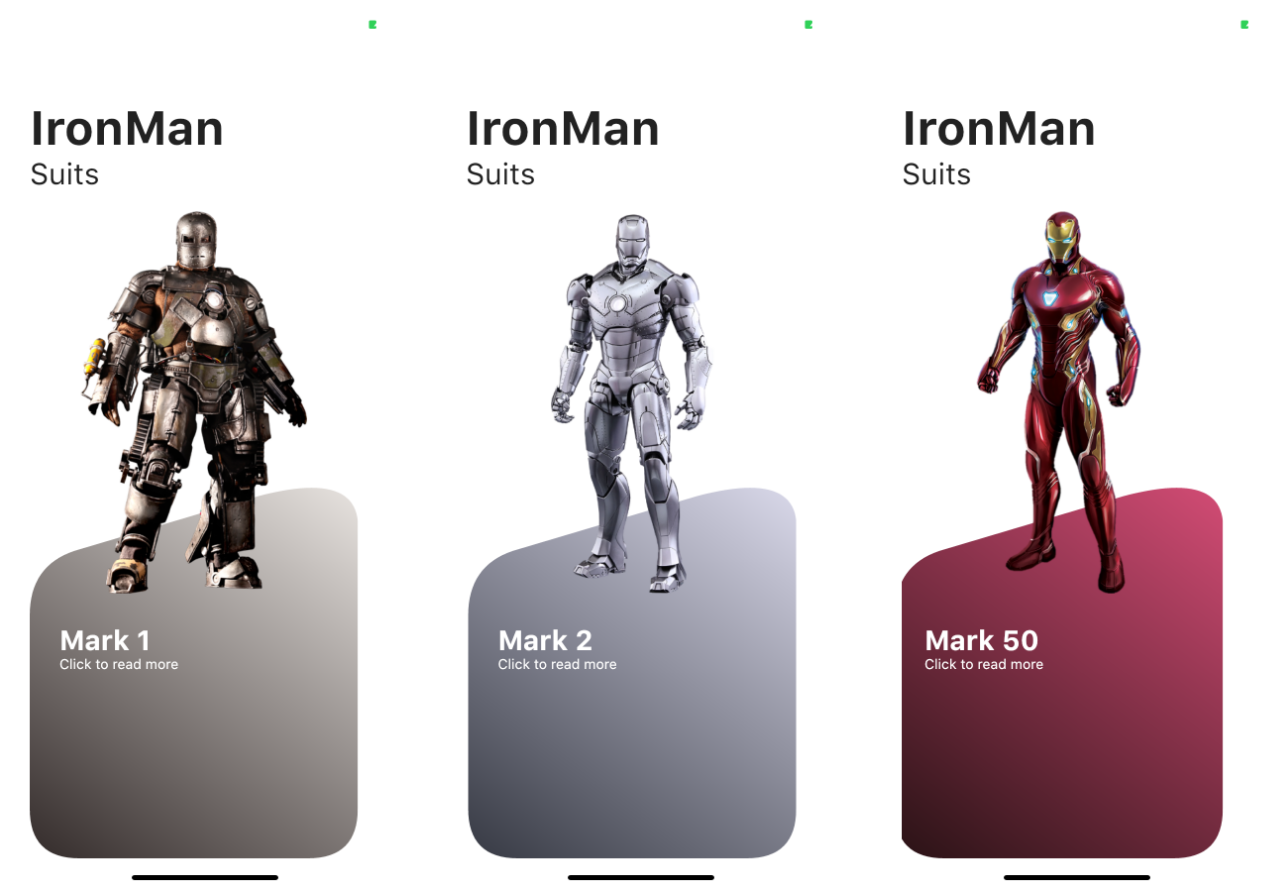 IronMan
Suits
Mark 1
Click to read more
IronMan
Suits
Mark 2
Click to read more
IronMan
Suits
Mark 50
Click to read more